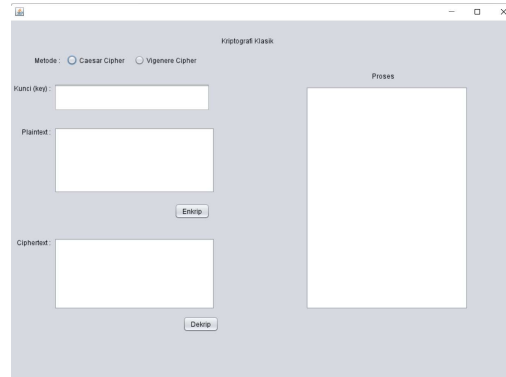 Kriptografi Klasik
Metode : Caesar Cipher Vigenere Cipher
Proses
Kunci (key) :
Plaintext :
Enkrip
Ciphertext :
Dekrip